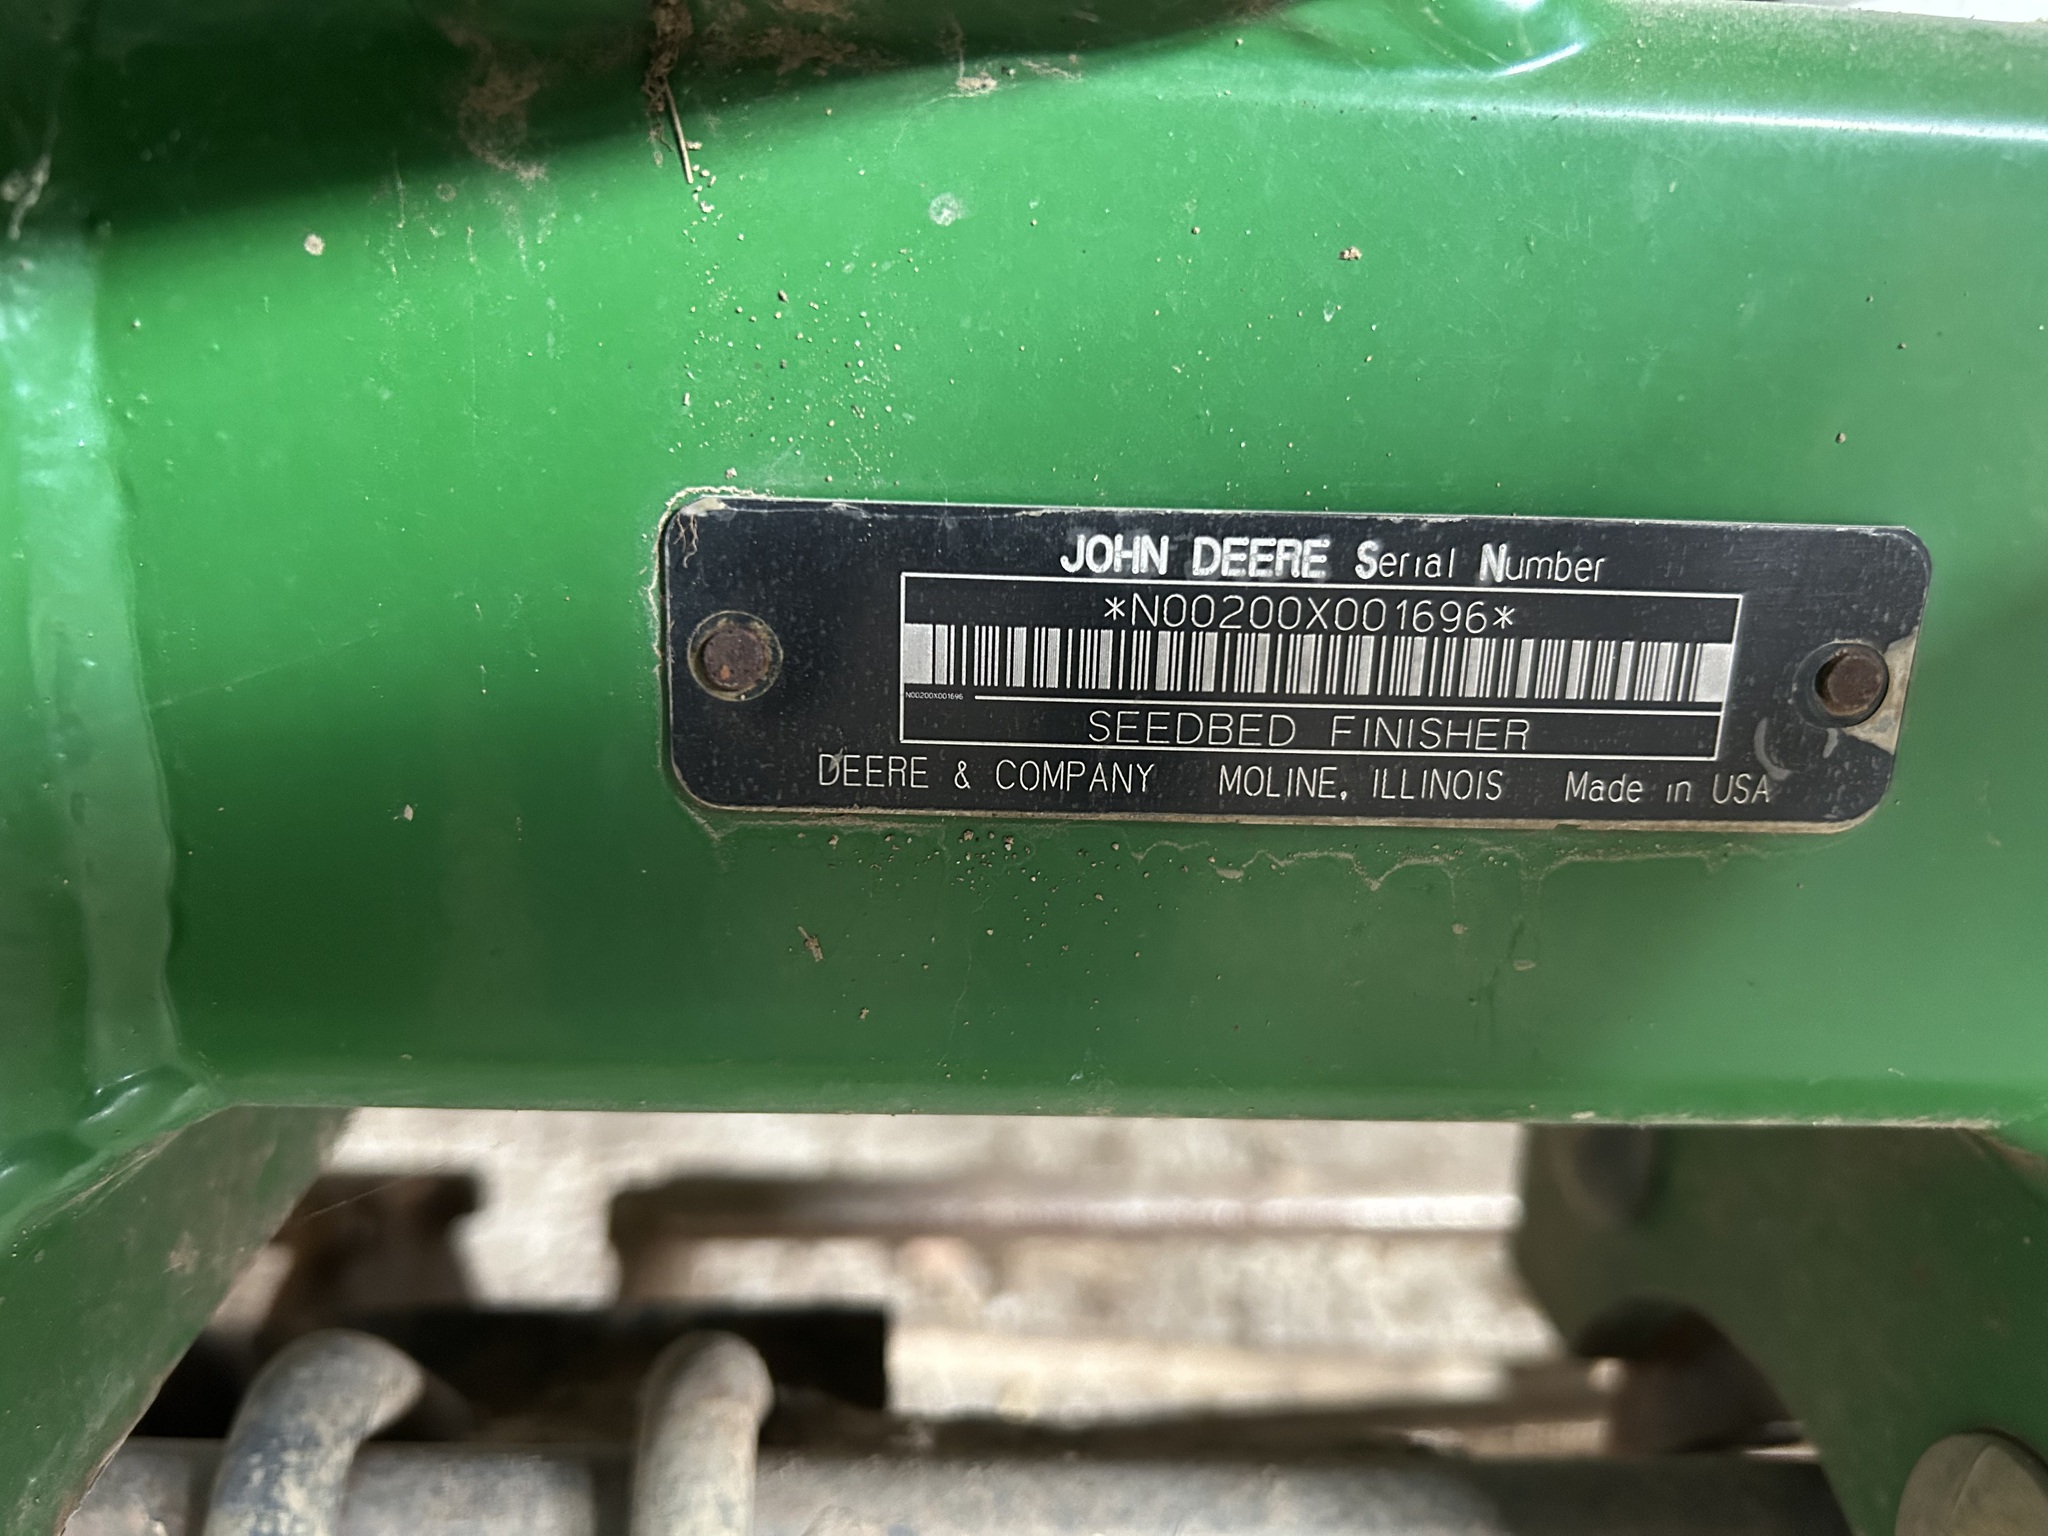 JOHN DEERE Serial Number
*N00200X001696*
N00200X001696
SEEDBED FINISHER
DEERE & COMPANY MOLINE, ILLINOIS Made in USA